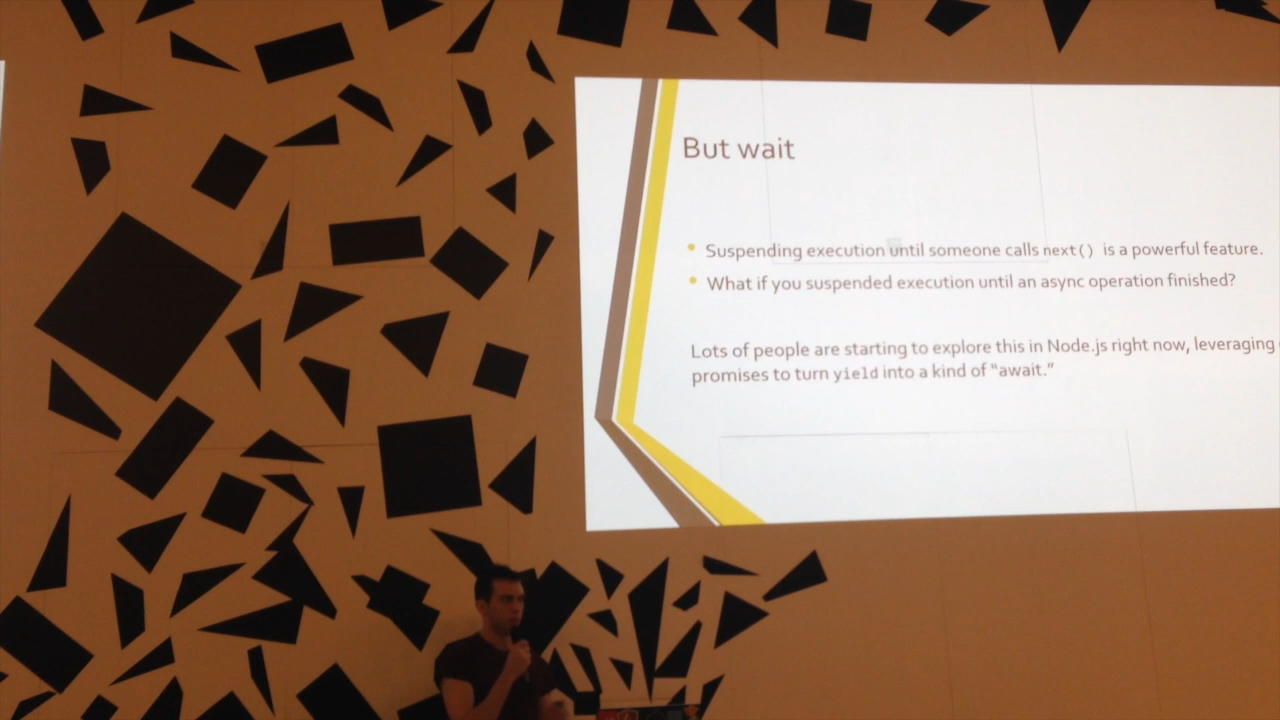 But wait
Suspending execution until someone calls next() is a powerful feature.
What if you suspended execution until an async operation finished?
Lots of people are starting to explore this in Node.js right now, leveraging
promises to turn yield into a kind of “await.”